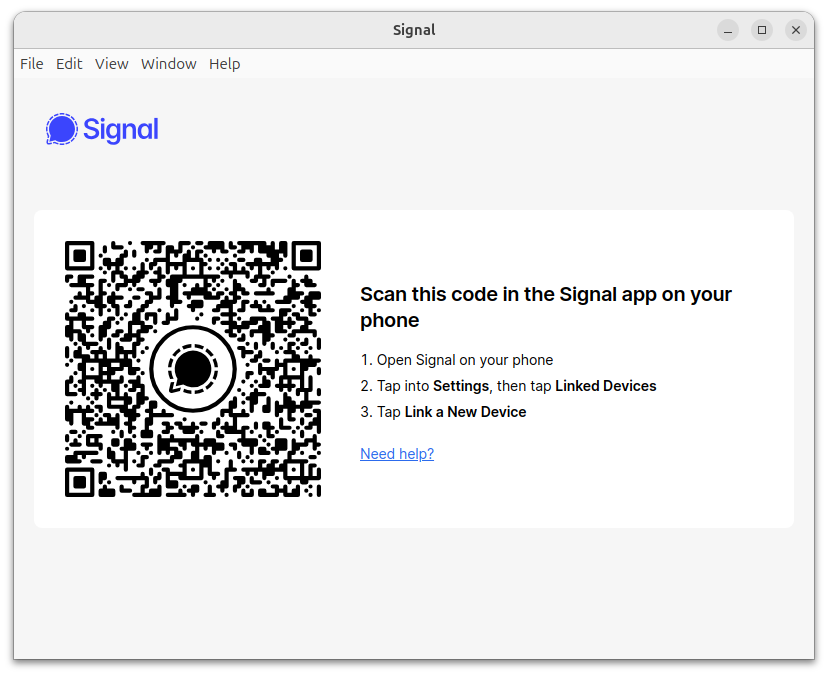 Signal
File Edit View Window Help
Signal
Scan this code in the Signal app on your
phone
1. Open Signal on your phone
2. Tap into Settings, then tap Linked Devices
3. Tap Link a New Device
Need help?